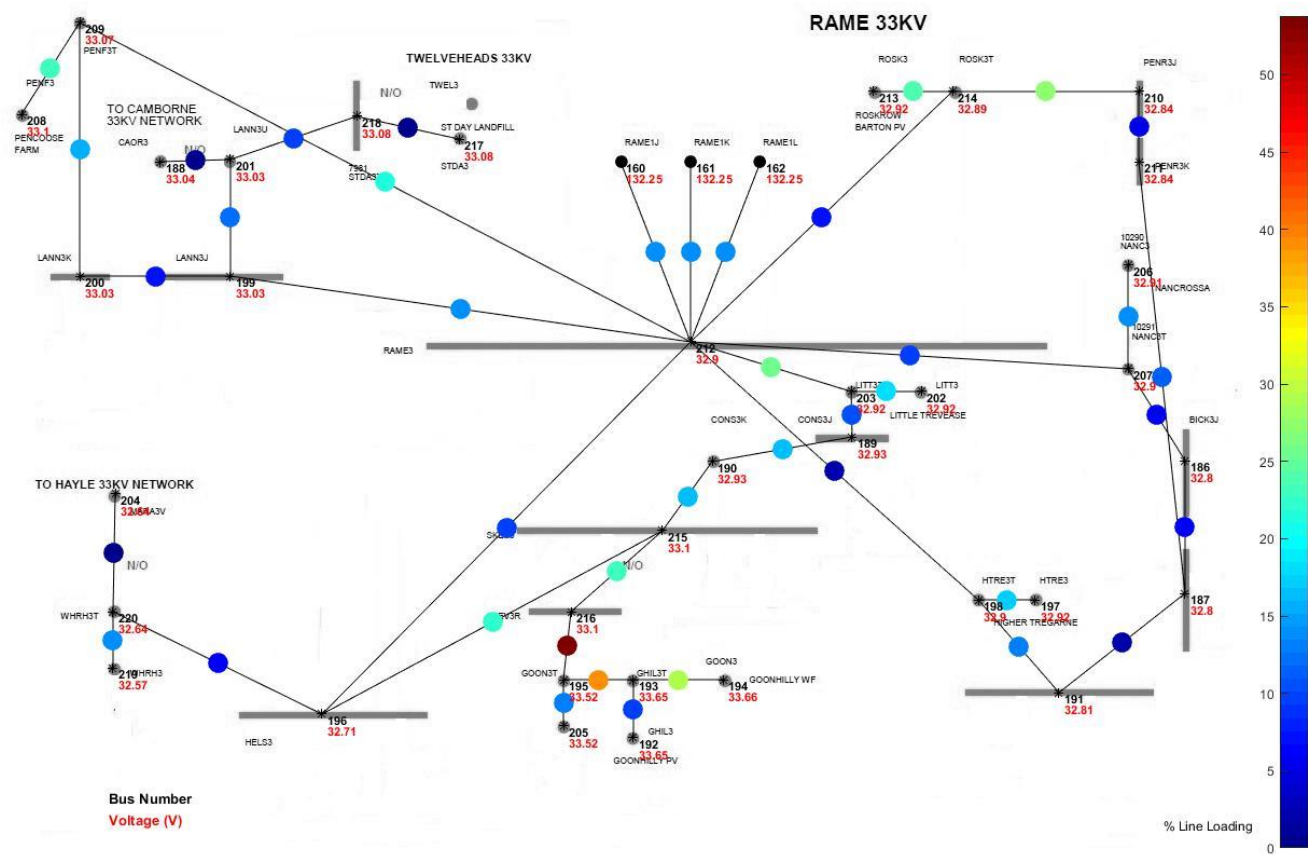 RAME 33KV
209
33.07
PENF3T
PENF3
208
33.1
PENCOOSE
FARM
TO CAMBORNE
33KV NETWORK
CAOR3
N/O
188
33.04
LANN3U
201
33.03
TWELVEHEADS 33KV
N/O
TWEL3
218
33.08
ST DAY LANDFILL
217
33.08
STDA3
7981
LANN3K
200
33.03
LANN3J
199
33.03
RAME1J
160
132.25
RAME1K
161
132.25
RAME1L
162
132.25
ROSK3
213
32.92
ROSKROW
BARTON PV
ROSK3T
214
32.89
PENR3J
210
32.84
211
PENR3K
32.84
10290
NANC3
206
32.91
NANCROSSA
10291
NANC3T
207
32.9
RAME3
212
32.9
203
32.92
LITT3
202
32.92
LITTLE TREVEASE
CONS3K
CONS3J
189
32.93
190
32.93
BICK3J
186
32.8
187
32.8
TO HAYLE 33KV NETWORK
204
N/O
WHRH3T
220
32.64
219
32.57
215
33.1
N/O
216
33.1
HTRE3T
HTRE3
198
32.9
197
32.92
HIGHER TREGARNE
191
32.81
196
32.71
HELS3
GOON3T
195
33.52
GHIL3T
193
33.65
GOON3
194
33.66
GOONHILLY WF
205
33.52
GHIL3
192
33.65
GOONHILLY PV
Bus Number
Voltage (V)
% Line Loading
50
45
40
35
30
25
20
15
10
5
0